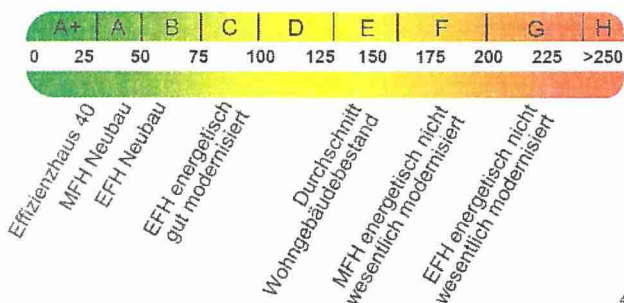 A+ A B C D E F G H
0 25 50 75 100 125 150 175 200 225 >250
Effizienzhaus 40
MFH Neubau
EFH Neubau
EFH energetisch
gut modernisiert
Durchschnitt
Wohngebäudebestand
MFH energetisch nicht
wesentlich modernisiert
EFH energetisch nicht
wesentlich modernisiert